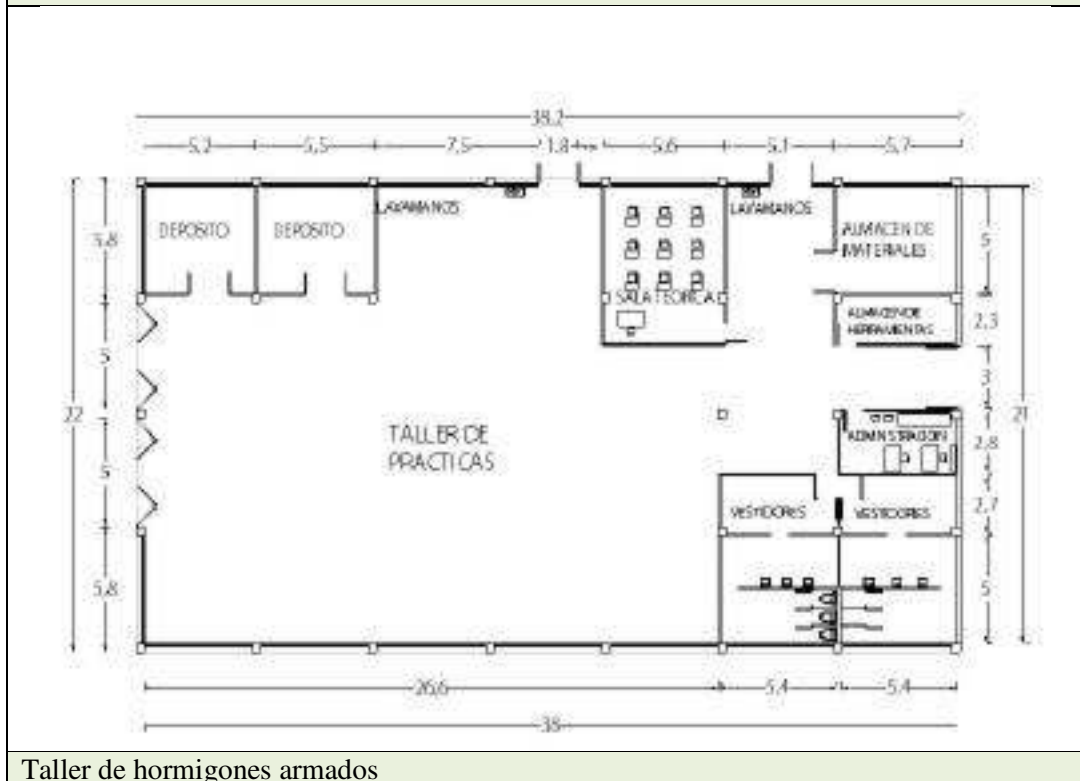 38.2
5,2 5,5 7,5 1.8 5,6 5,1 5,7
LAVAMANOS
LAVAMANOS
DEPOSITO
DEPOSITO
ALMACEN DE
MATERIALES
5,8
5
SALA TEORICA
ALMACEN DE
HERRAMIENTAS
2,3
5
3
22
21
TALLER DE
PRACTICAS
ADMINISTRACION
2,8
5
VESTIDORES
VESTIDORES
2,7
5,8
5
26,6 5,4 5,4
38
Taller de hormigones armados